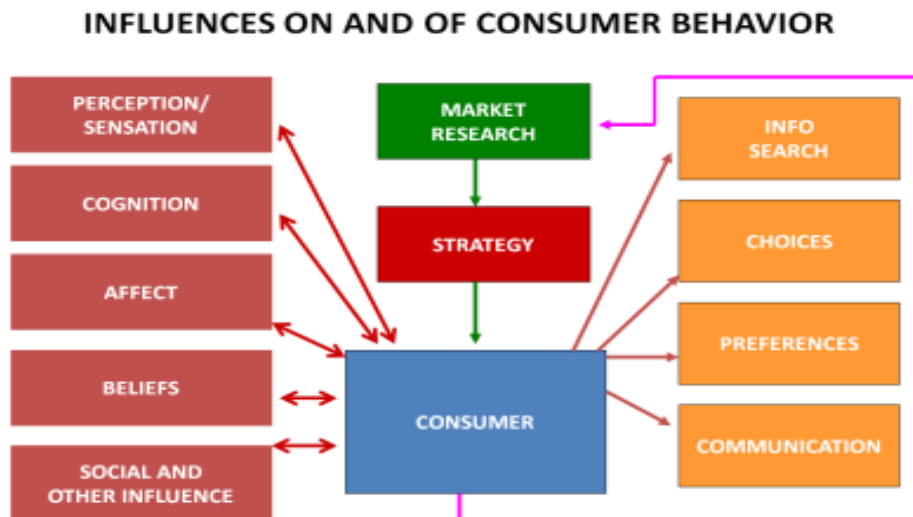 INFLUENCES ON AND OF CONSUMER BEHAVIOR
PERCEPTION/
SENSATION
COGNITION
AFFECT
BELIEFS
SOCIAL AND
OTHER INFLUENCE
MARKET
RESEARCH
STRATEGY
CONSUMER
INFO
SEARCH
CHOICES
PREFERENCES
COMMUNICATION